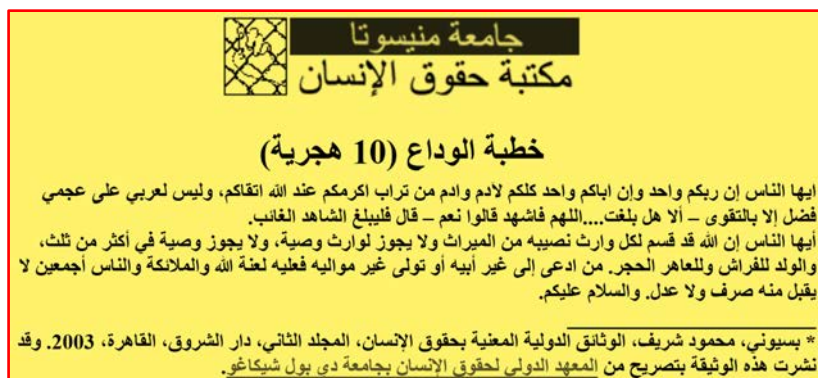 جامعة منيسوتا
مكتبة حقوق الإنسان
خطبة الوداع (10 هجرية)
ايها الناس إن ربكم واحد وإن اباكم واحد كلكم لآدم وادم من تراب اكرمكم عند الله اتقاكم، وليس لعربي على عجمي
فضل إلا بالتقوى – ألا هل بلغت....اللهم فاشهد قالوا نعم – قال فليبلغ الشاهد الغائب.
أيها الناس إن الله قد قسم لكل وارث نصيبه من الميراث ولا يجوز لوارث وصية، ولا يجوز وصية في أكثر من ثلث،
والولد للفراش وللعاهر الحجر. من ادعى إلى غير أبيه أو تولى غير مواليه فعليه لعنة الله والملائكة والناس أجمعين لا
يقبل منه صرف ولا عدل. والسلام عليكم.
* بسيوني، محمود شريف، الوثائق الدولية المعنية بحقوق الإنسان، المجلد الثاني، دار الشروق، القاهرة، 2003. وقد
نشرت هذه الوثيقة بتصريح من المعهد الدولي لحقوق الإنسان بجامعة دي بول شيكاغو.